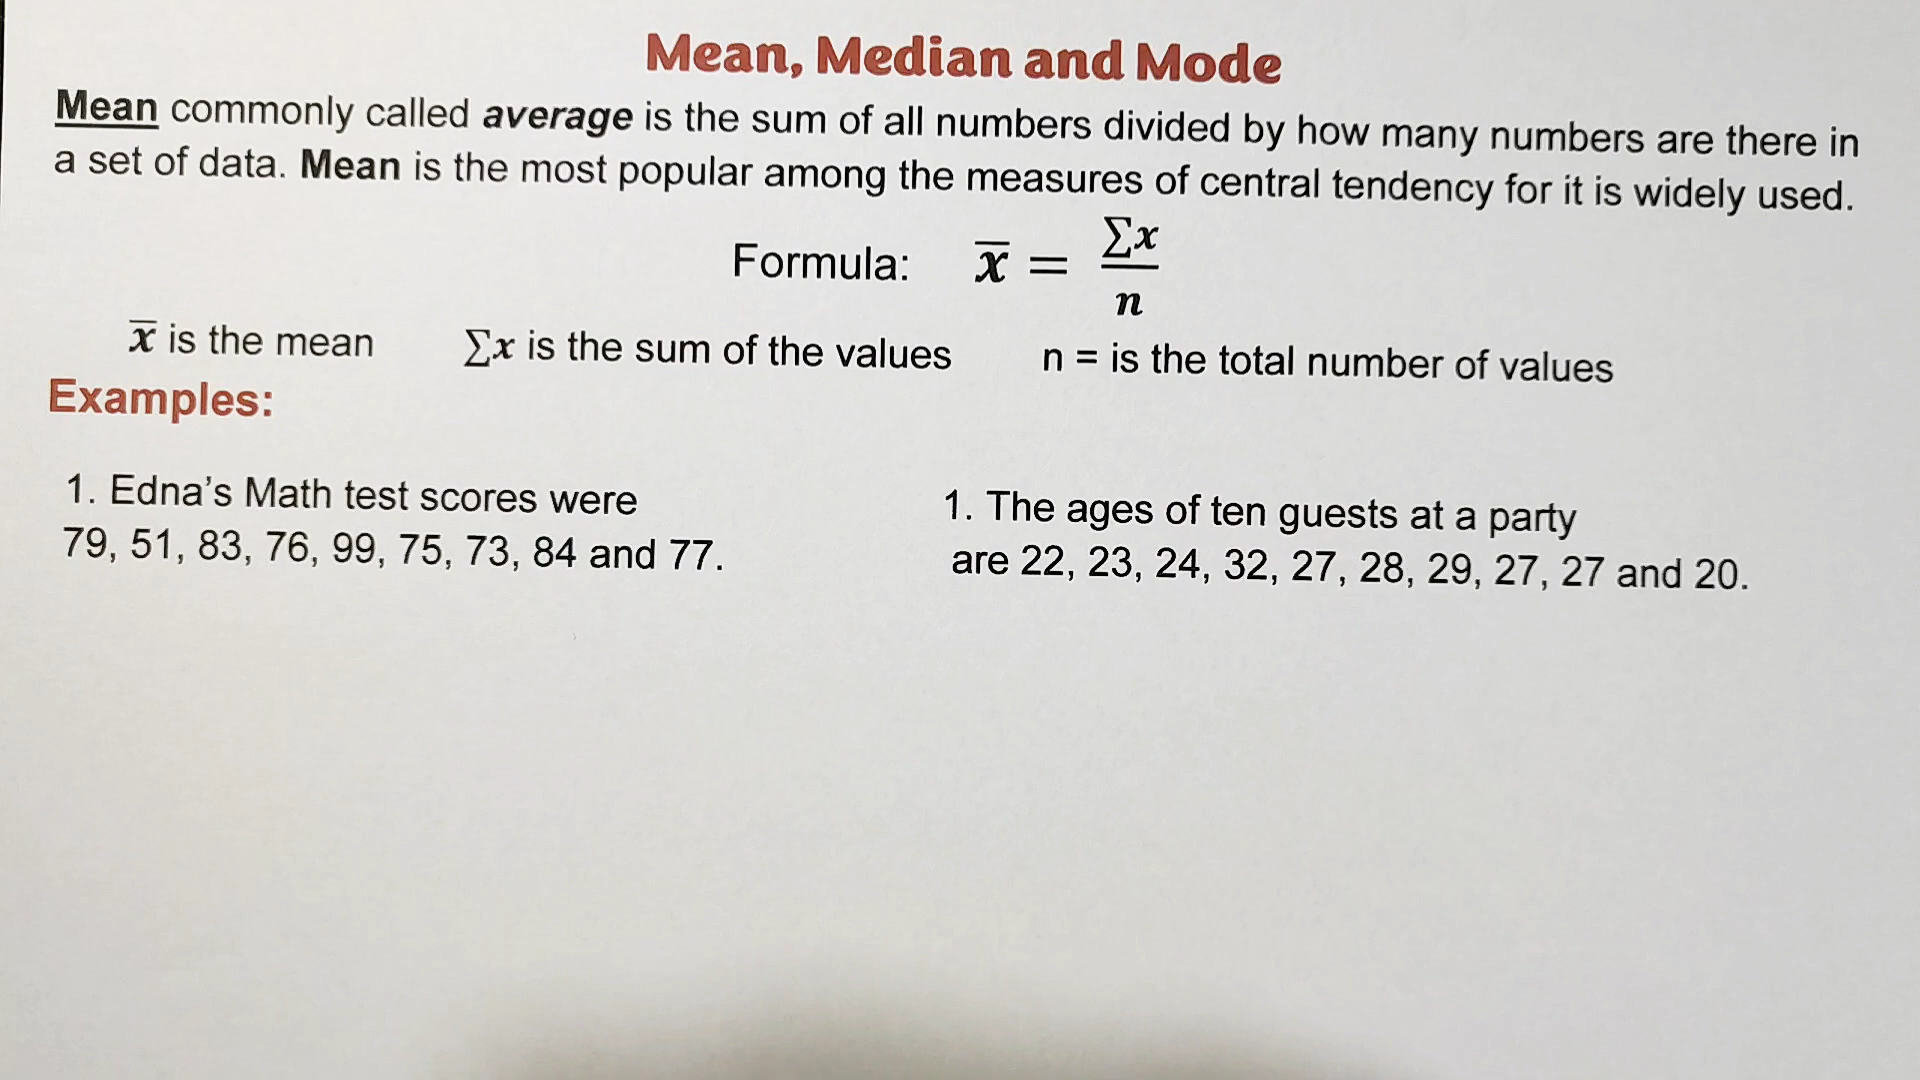 Mean, Median and Mode
Mean commonly called average is the sum of all numbers divided by how many numbers are there in
a set of data. Mean is the most popular among the measures of central tendency for it is widely used.
Formula: x̅ = ∑x
n
x̅ is the mean ∑x is the sum of the values n = is the total number of values
Examples:
1. Edna's Math test scores were
79, 51, 83, 76, 99, 75, 73, 84 and 77.
1. The ages of ten guests at a party
are 22, 23, 24, 32, 27, 28, 29, 27, 27 and 20.